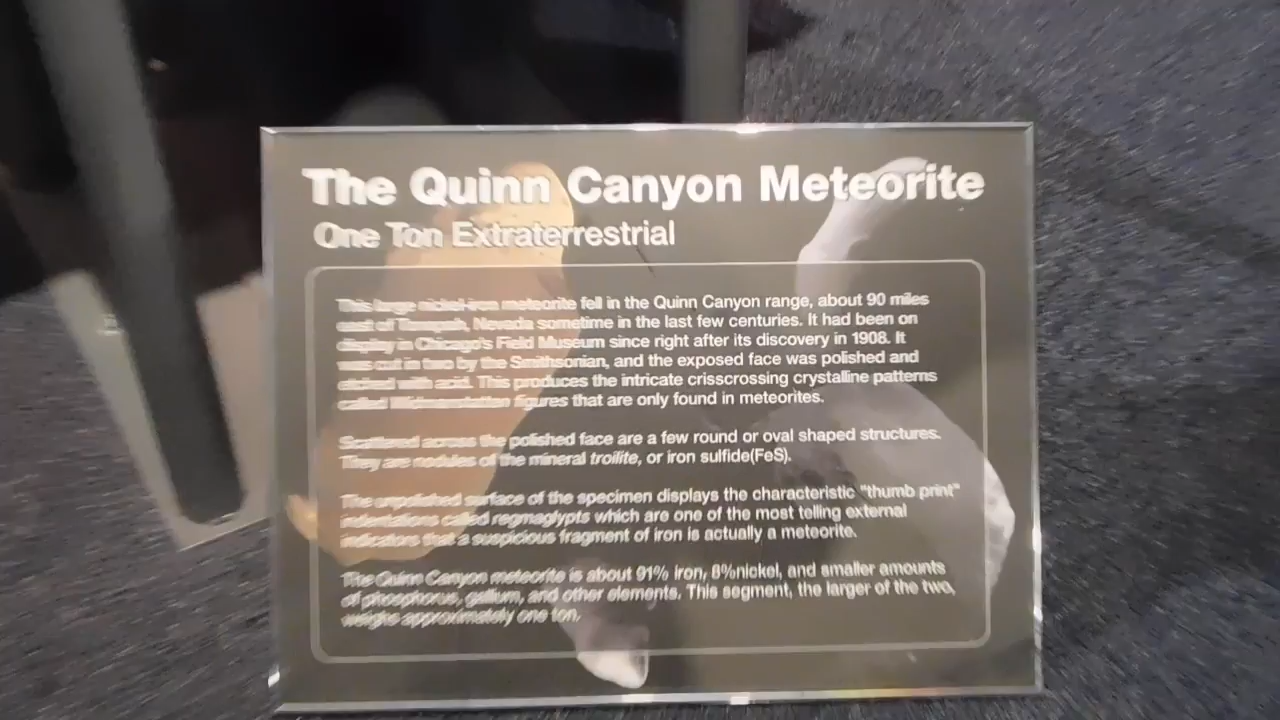 The Quinn Canyon Meteorite
One Ton Extraterrestrial
This large nickel-iron meteorite fell in the Quinn Canyon range, about 90 miles
east of Tonopah, Nevada sometime in the last few centuries. It had been on
display in Chicago's Field Museum since right after its discovery in 1908. It
was cut in two by the Smithsonian, and the exposed face was polished and
etched with acid. This produces the intricate crisscrossing crystalline patterns
called Widmanstatten figures that are only found in meteorites.
Scattered across the polished face are a few round or oval shaped structures.
They are nodules of the mineral troilite, or iron sulfide(FeS).
The unpolished surface of the specimen displays the characteristic "thumb print"
indentations called regmaglypts which are one of the most telling external
indicators that a suspicious fragment of iron is actually a meteorite.
The Quinn Canyon meteorite is about 91% iron, 8%nickel, and smaller amounts
of phosphorus, gallium, and other elements. This segment, the larger of the two,
weighs approximately one ton.